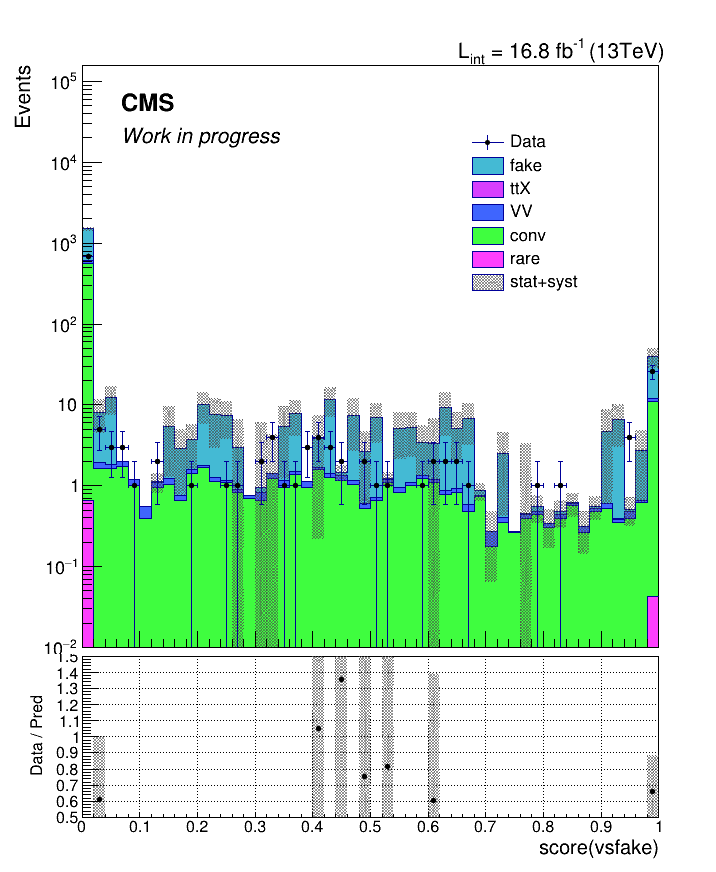 L_int = 16.8 fb^-1 (13TeV)
Events
CMS
Work in progress
Data
fake
ttX
VV
conv
rare
stat+syst
10^5
10^4
10^3
10^2
10
1
10^-1
10^-2
Data / Pred
1.5
1.4
1.3
1.2
1.1
1
0.9
0.8
0.7
0.6
0.5
0 0.1 0.2 0.3 0.4 0.5 0.6 0.7 0.8 0.9 1
score(vsfake)